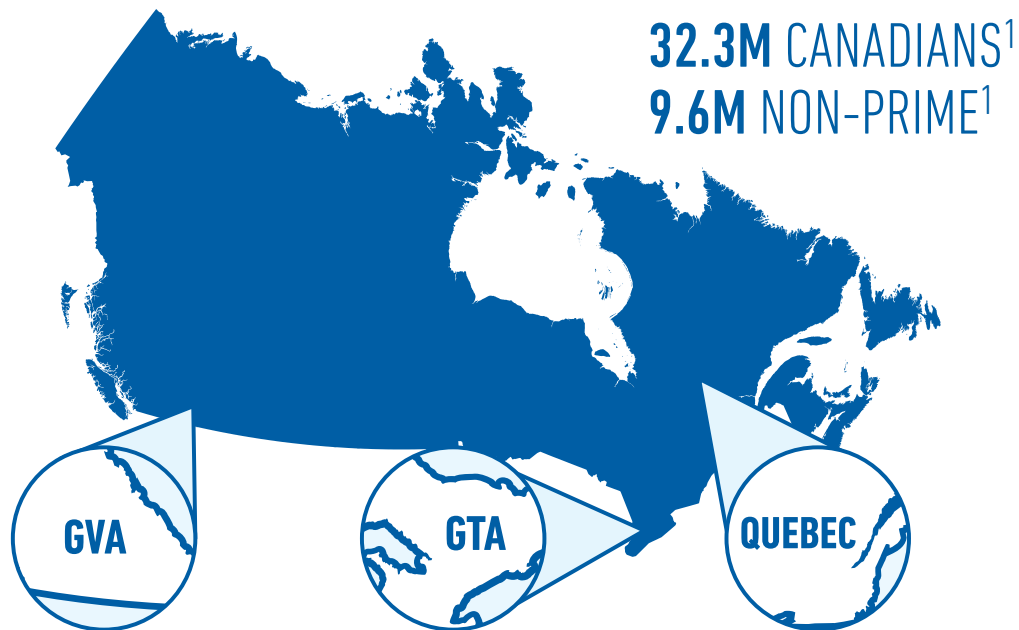 32.3M CANADIANS¹
9.6M NON-PRIME¹
GVA
GTA
QUEBEC